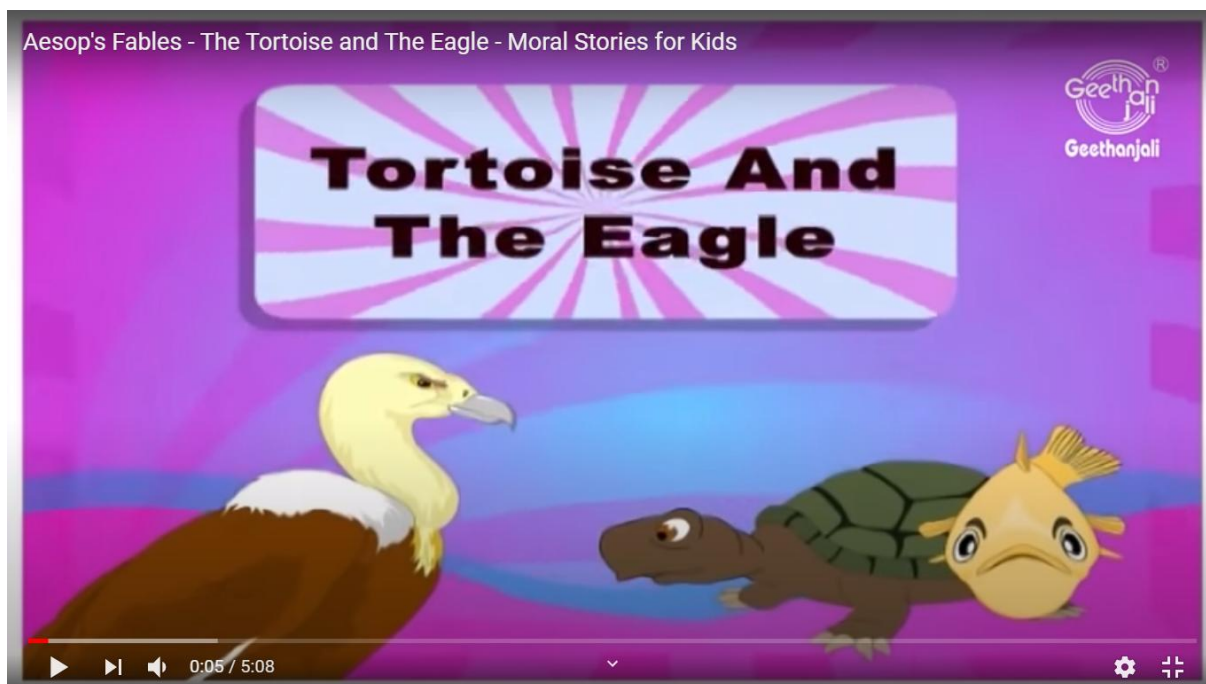 Aesop's Fables - The Tortoise and The Eagle - Moral Stories for Kids
Geethanjali ®
Geethanjali
Tortoise And
The Eagle
0:05 / 5:08